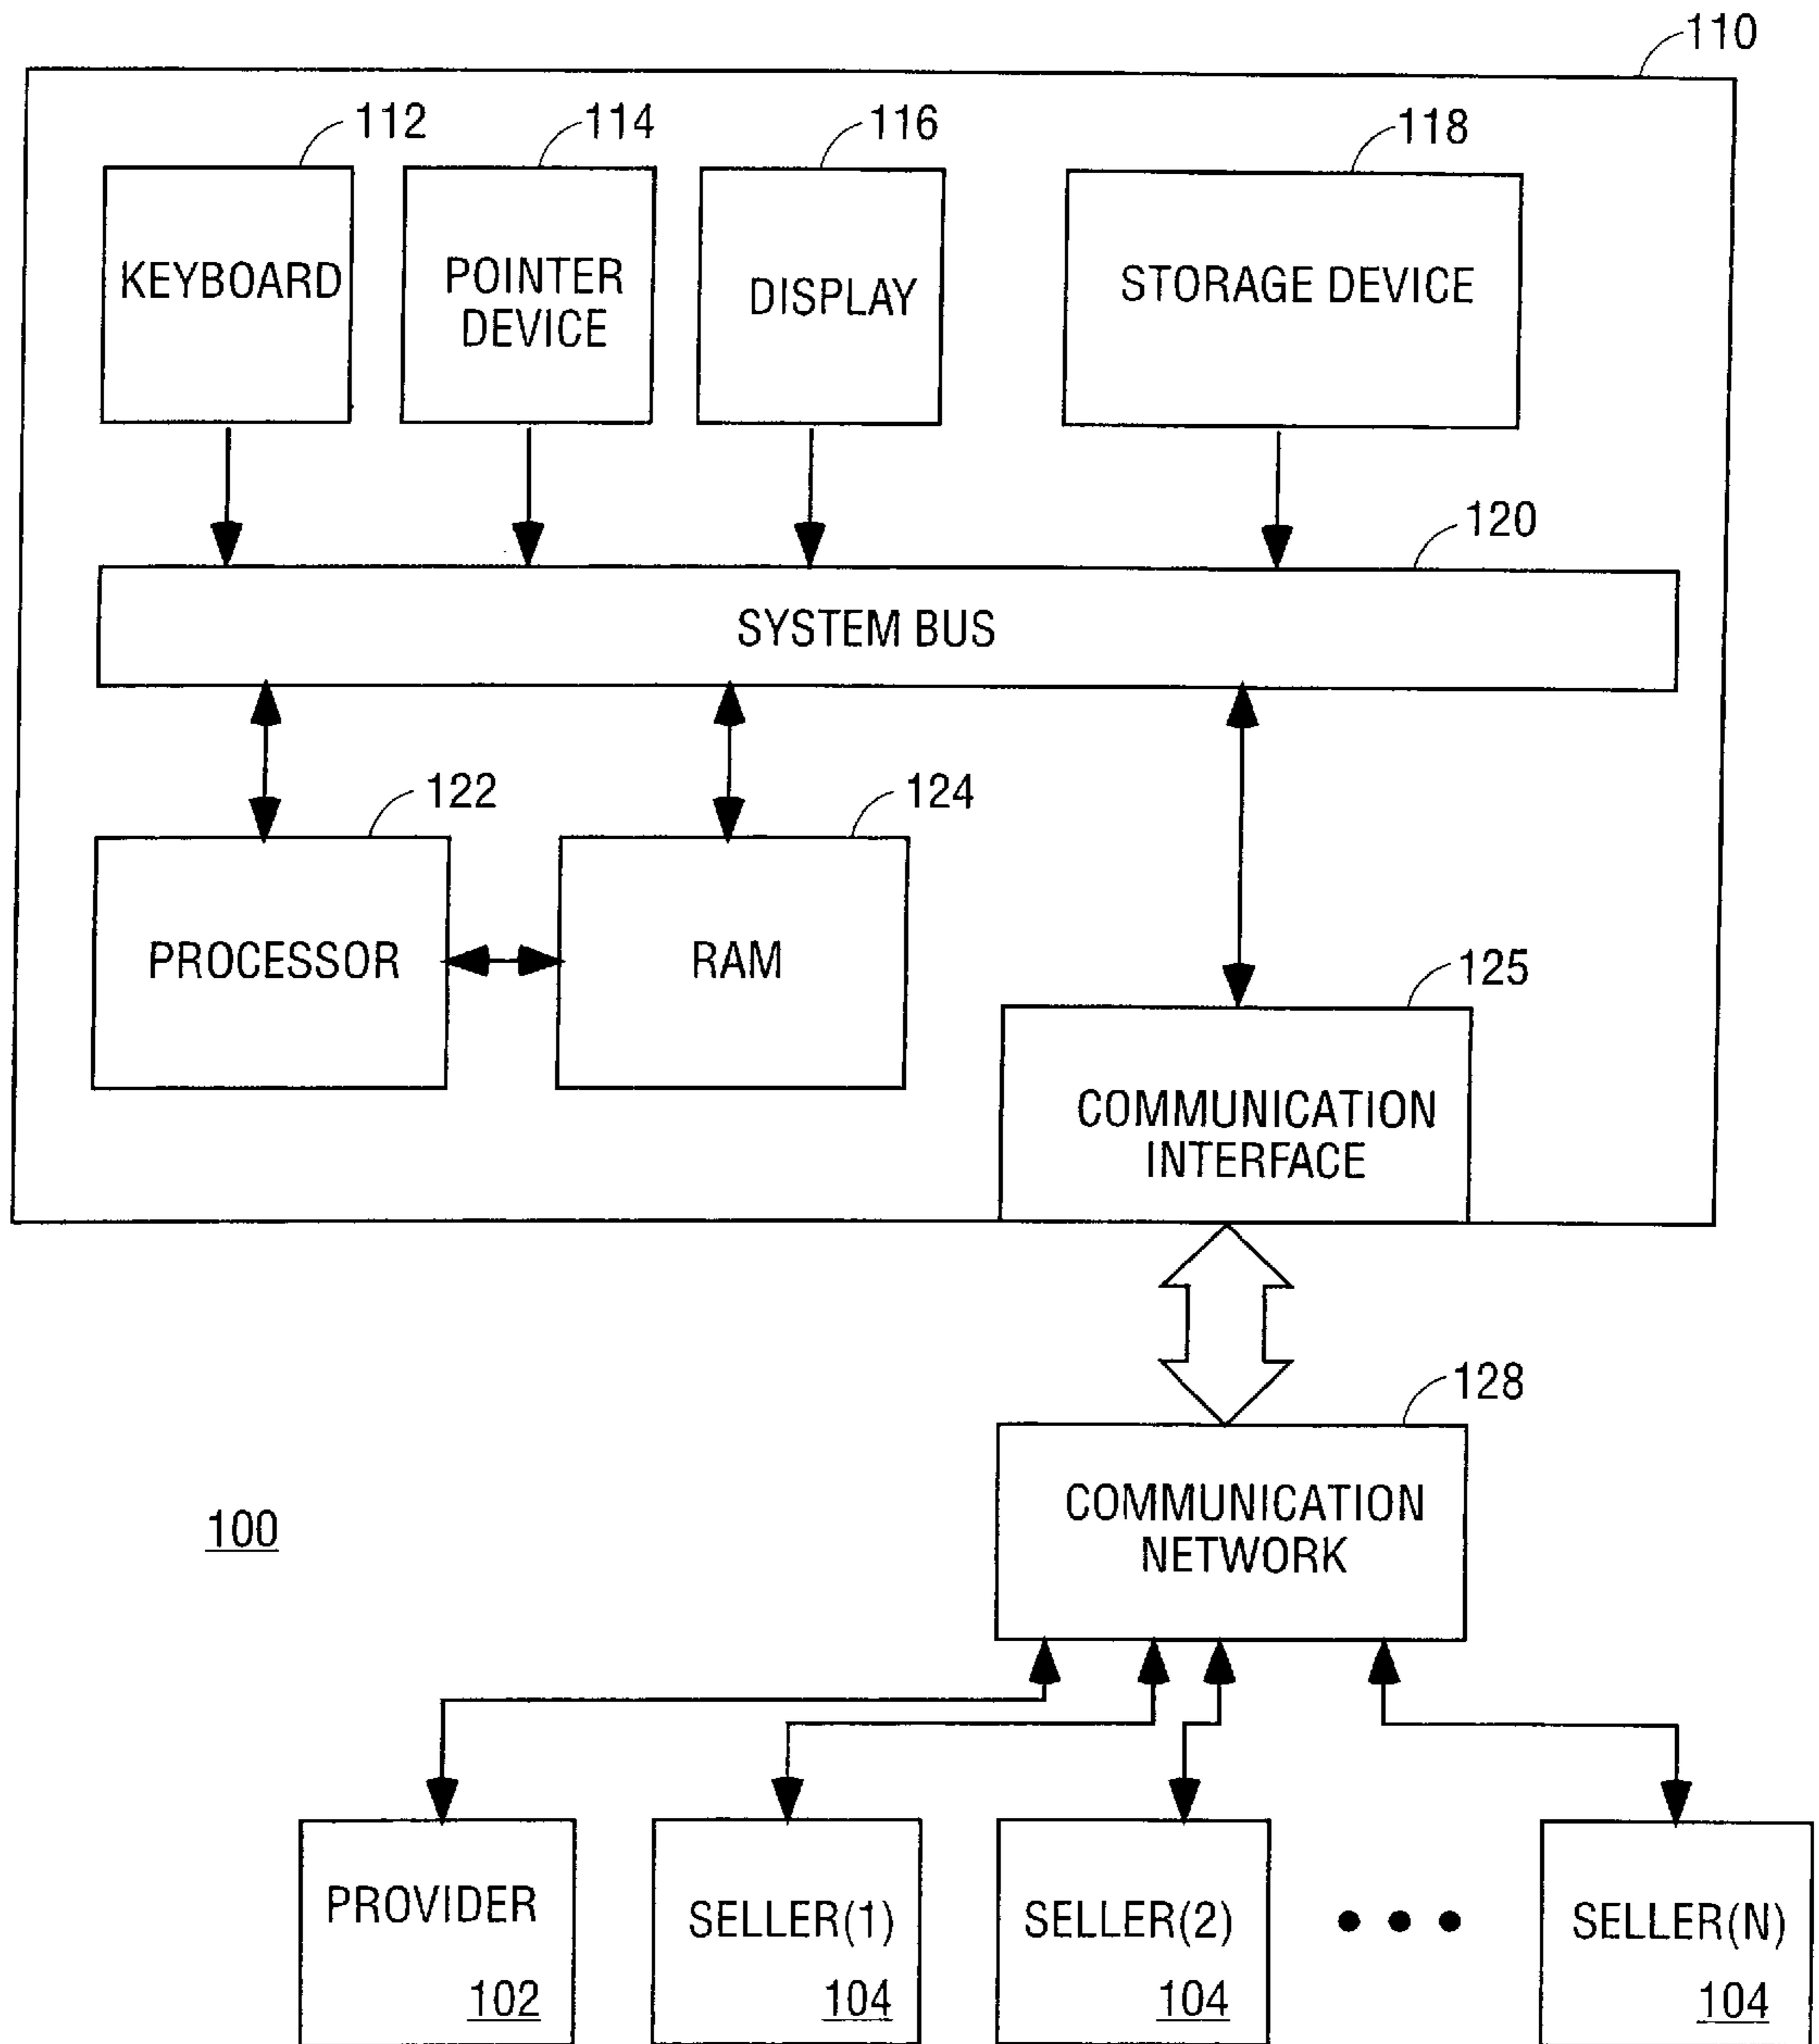 110
112
114
116
118
KEYBOARD
POINTER
DEVICE
DISPLAY
STORAGE DEVICE
120
SYSTEM BUS
122
124
PROCESSOR
RAM
125
COMMUNICATION
INTERFACE
128
COMMUNICATION
NETWORK
100
PROVIDER
102
SELLER(1)
104
SELLER(2)
104
SELLER(N)
104